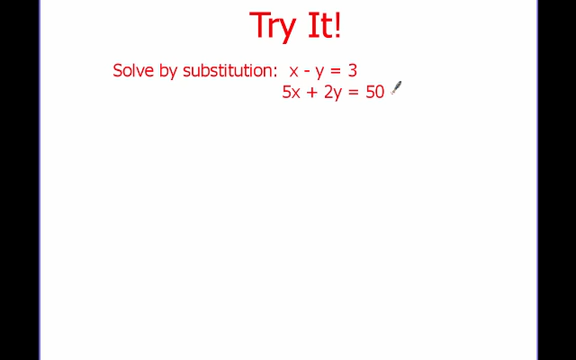 Try It!
Solve by substitution: x - y = 3
5x + 2y = 50